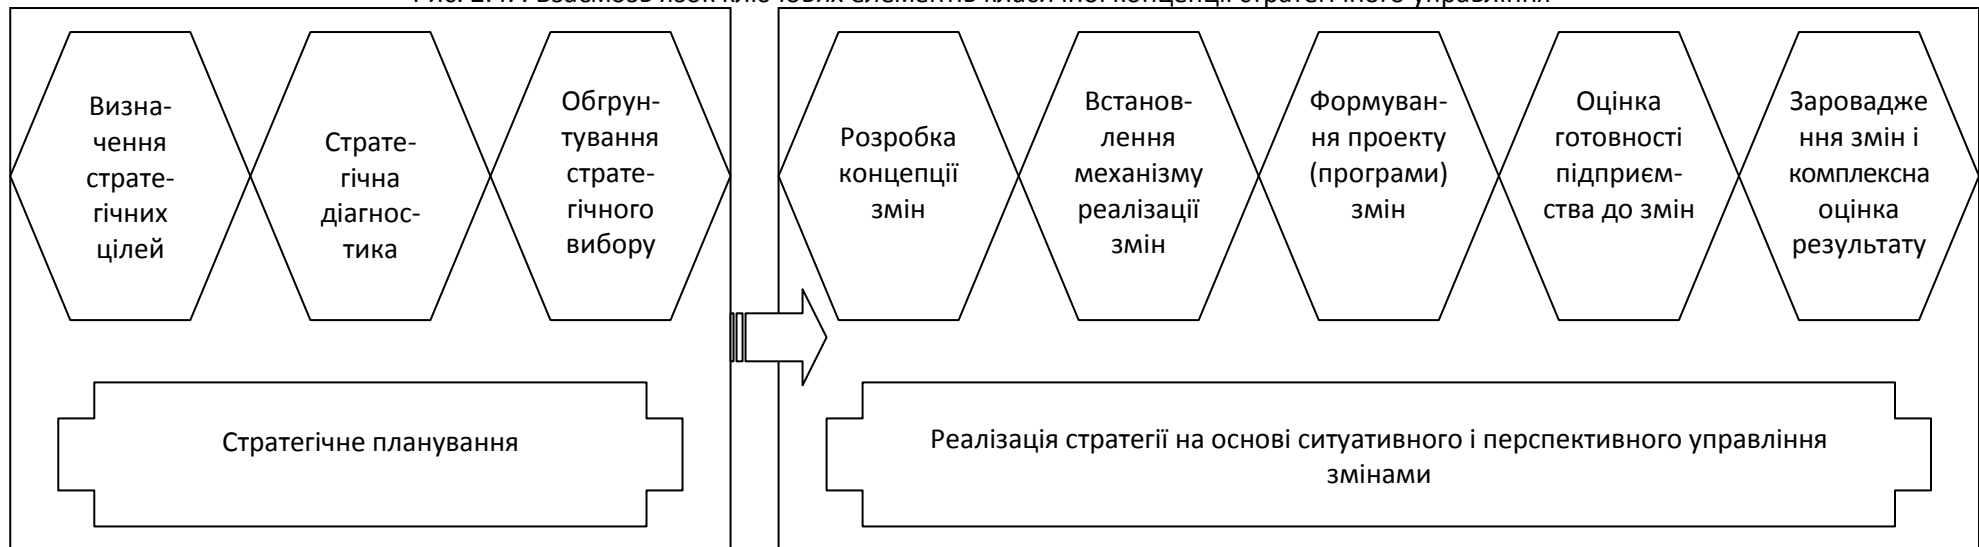 Визна-
чення
страте-
гічних
цілей
Страте-
гічна
діагнос-
тика
Обгрун-
тування
страте-
гічного
вибору
Розробка
концепції
змін
Встанов-
лення
механізму
реалізації
змін
Формуван-
ня проекту
(програми)
змін
Оцінка
готовності
підприєм-
ства до змін
Зароваджe
ння змін і
комплексна
оцінка
результату
Стратегічне планування
Реалізація стратегії на основі ситуативного і перспективного управління
змінами